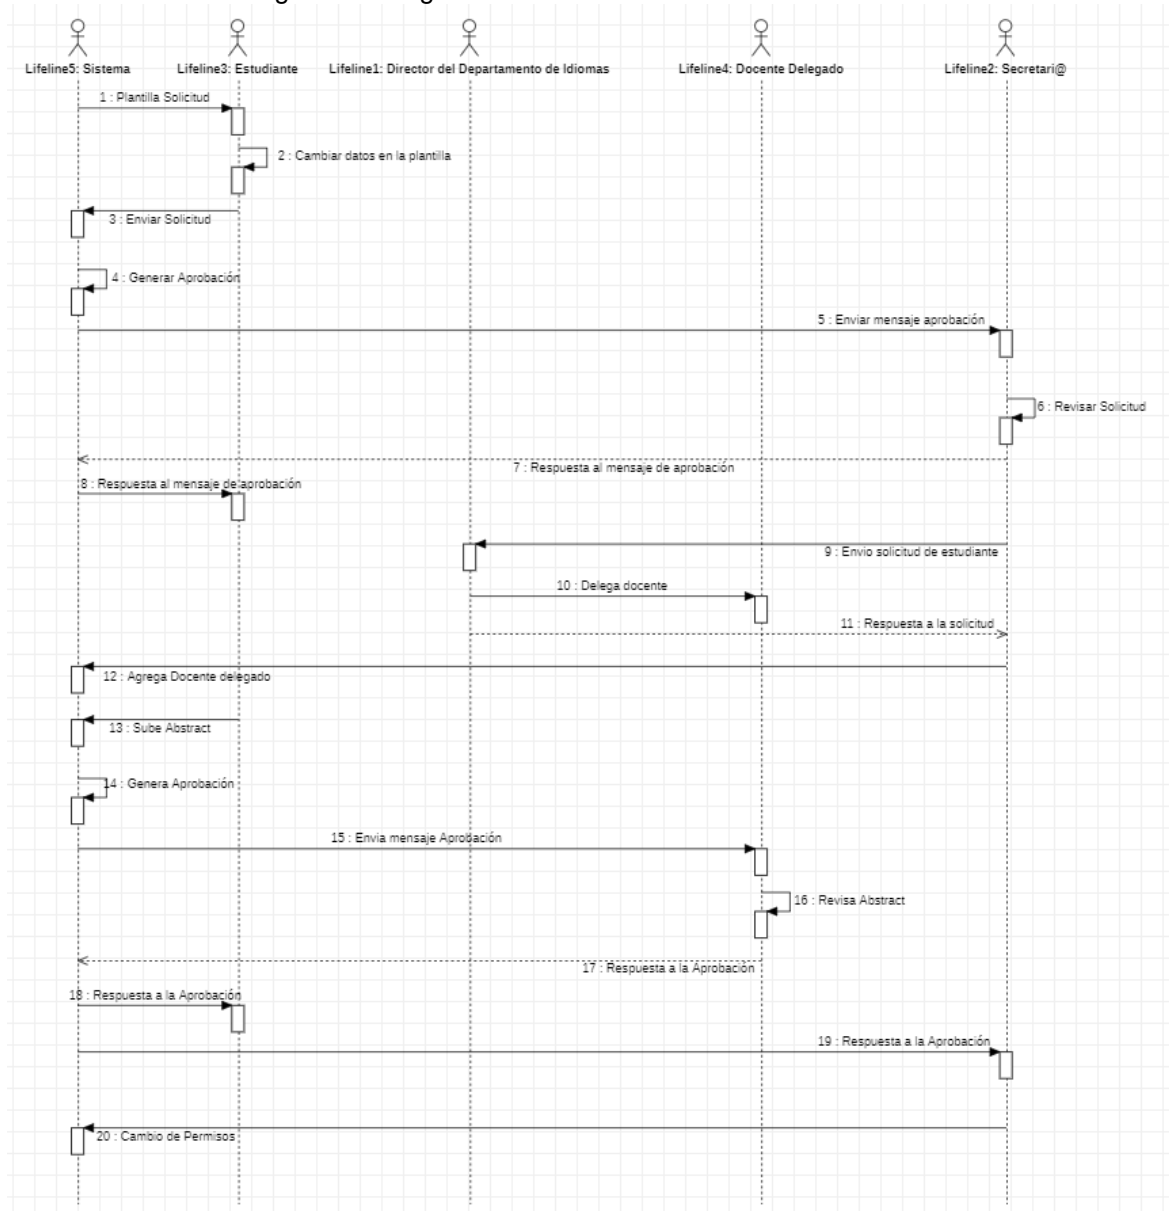 Lifeline5: Sistema
Lifeline3: Estudiante
Lifeline1: Director del Departamento de Idiomas
Lifeline4: Docente Delegado
Lifeline2: Secretari@
1 : Plantilla Solicitud
2 : Cambiar datos en la plantilla
3 : Enviar Solicitud
4 : Generar Aprobación
5 : Enviar mensaje aprobación
6 : Revisar Solicitud
7 : Respuesta al mensaje de aprobación
8 : Respuesta al mensaje de aprobación
9 : Envio solicitud de estudiante
10 : Delega docente
11 : Respuesta a la solicitud
12 : Agrega Docente delegado
13 : Sube Abstract
14 : Genera Aprobación
15 : Envia mensaje Aprobación
16 : Revisa Abstract
17 : Respuesta a la Aprobación
18 : Respuesta a la Aprobación
19 : Respuesta a la Aprobación
20 : Cambio de Permisos